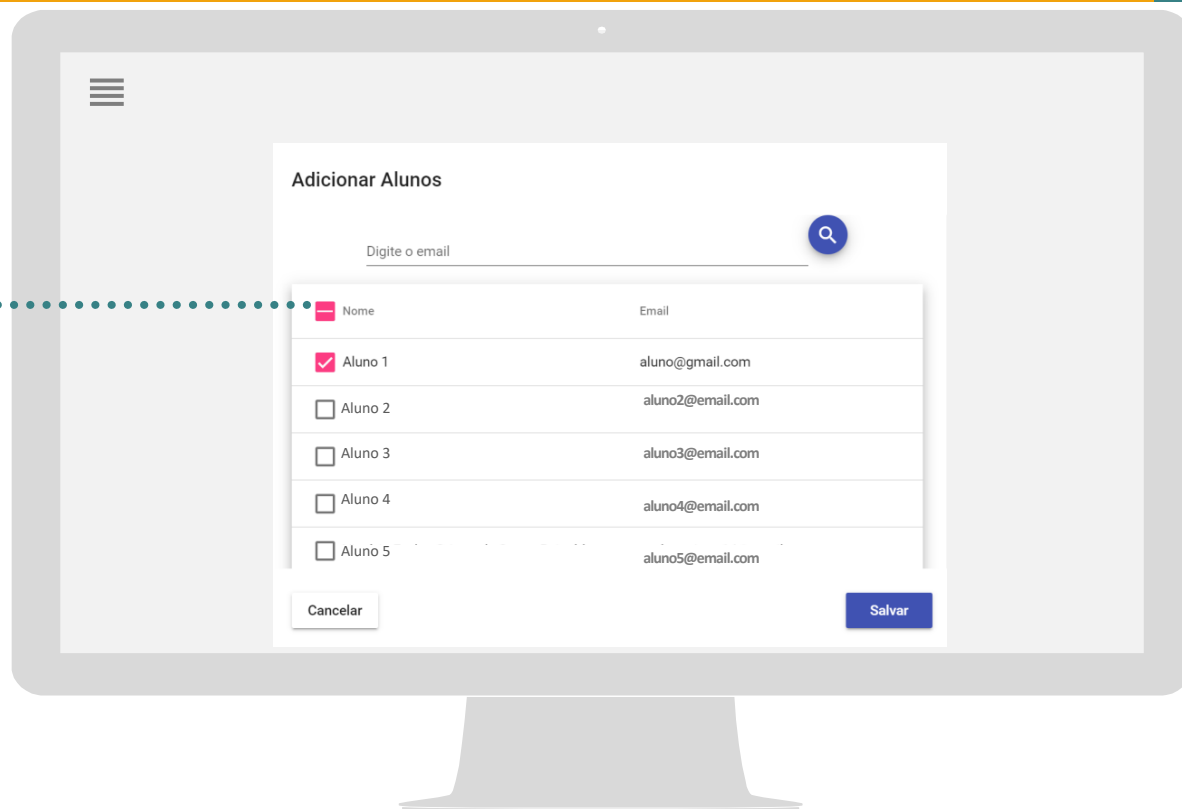 Adicionar Alunos
Digite o email
Nome Email
Aluno 1 aluno@gmail.com
Aluno 2 aluno2@email.com
Aluno 3 aluno3@email.com
Aluno 4 aluno4@email.com
Aluno 5 aluno5@email.com
Cancelar Salvar